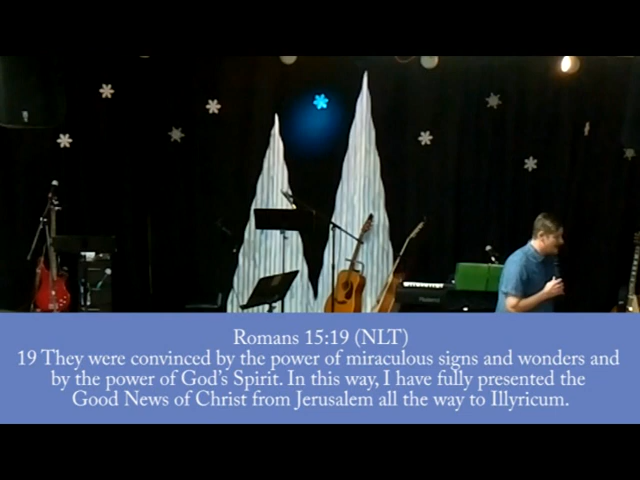 Romans 15:19 (NLT)
19 They were convinced by the power of miraculous signs and wonders and
by the power of God's Spirit. In this way, I have fully presented the
Good News of Christ from Jerusalem all the way to Illyricum.